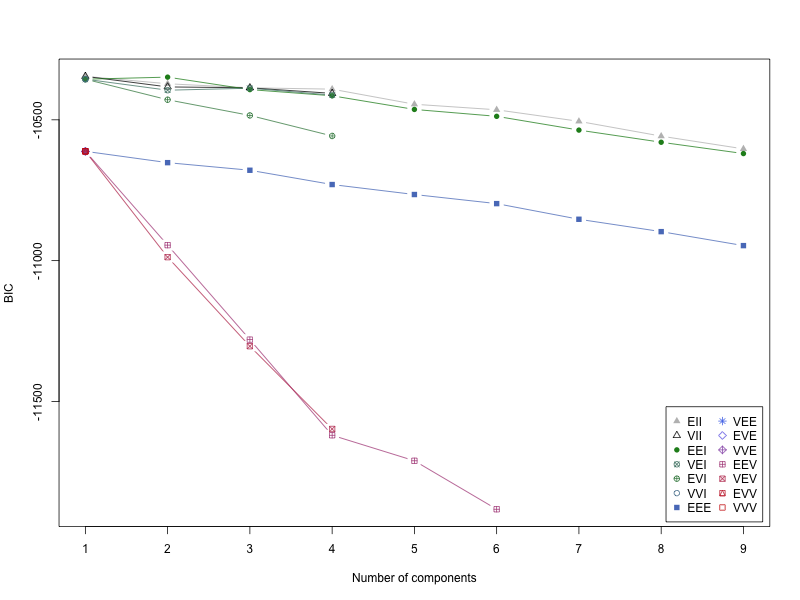 BIC
-10500
-11000
-11500
1 2 3 4 5 6 7 8 9
Number of components
EII VEE
VII EVE
EEI VVE
VEI EEV
EVI VEV
VVI EVV
EEE VVV